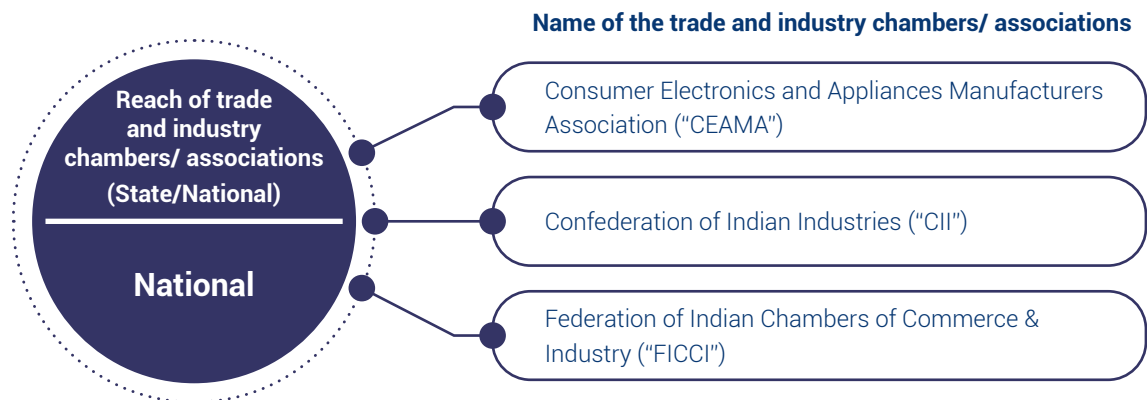 Name of the trade and industry chambers/ associations
Reach of trade
and industry
chambers/ associations
(State/National)
National
Consumer Electronics and Appliances Manufacturers
Association (“CEAMA”)
Confederation of Indian Industries (“CII”)
Federation of Indian Chambers of Commerce &
Industry (“FICCI”)